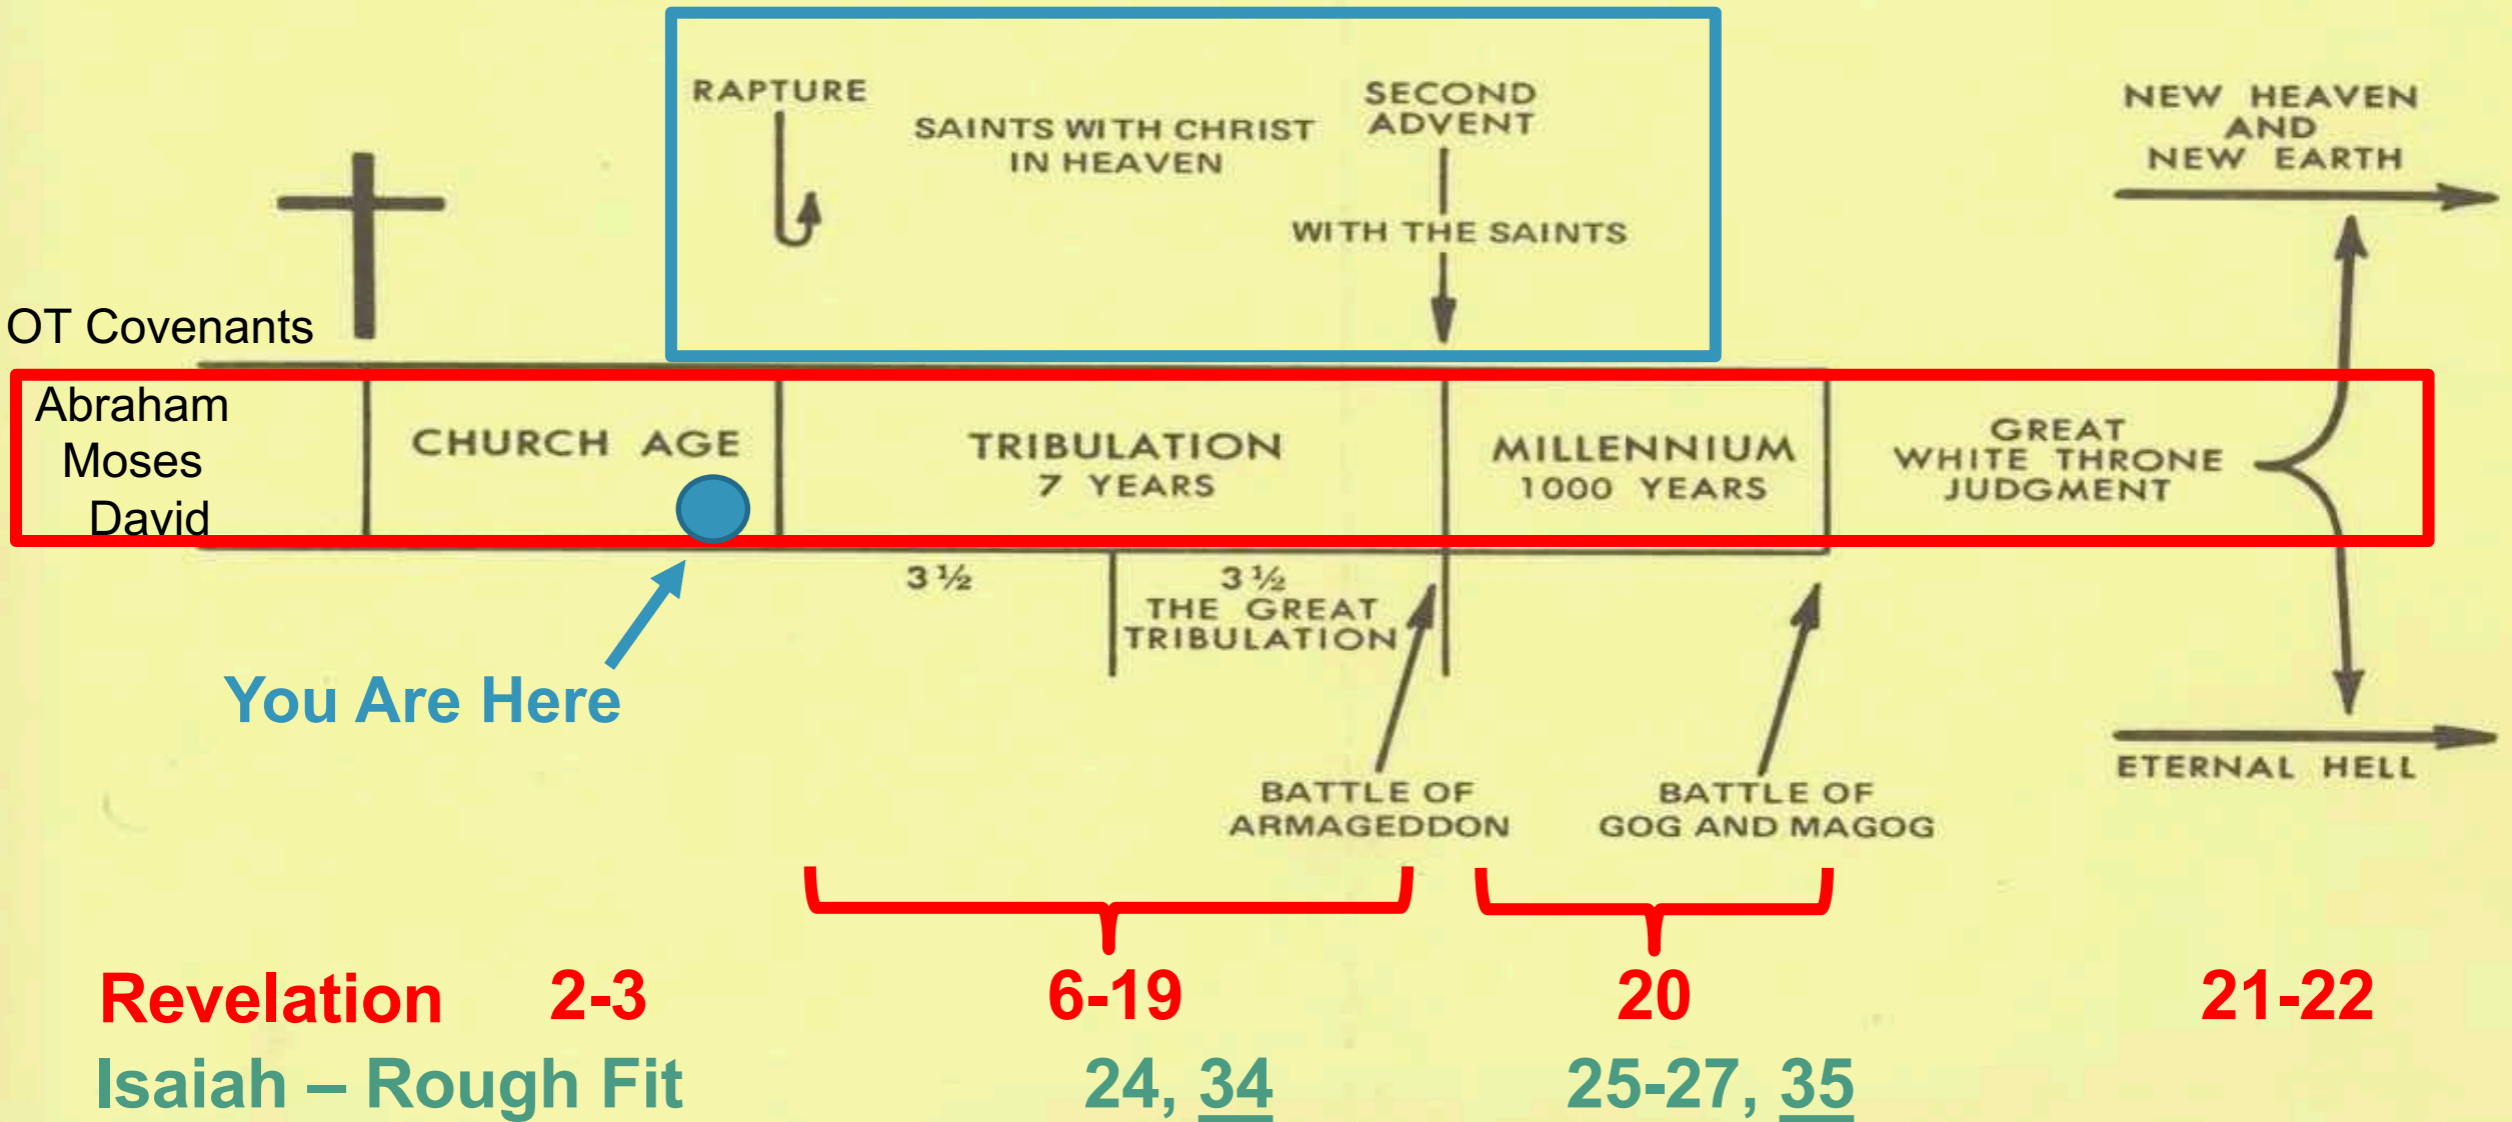 RAPTURE
SAINTS WITH CHRIST
IN HEAVEN
SECOND
ADVENT
WITH THE SAINTS
NEW HEAVEN
AND
NEW EARTH
OT Covenants
Abraham
Moses
David
CHURCH AGE
TRIBULATION
7 YEARS
MILLENNIUM
1000 YEARS
GREAT
WHITE THRONE
JUDGMENT
3 ½
3 ½
THE GREAT
TRIBULATION
You Are Here
BATTLE OF
ARMAGEDDON
BATTLE OF
GOG AND MAGOG
ETERNAL HELL
Revelation 2-3 6-19 20 21-22
Isaiah – Rough Fit 24, 34 25-27, 35